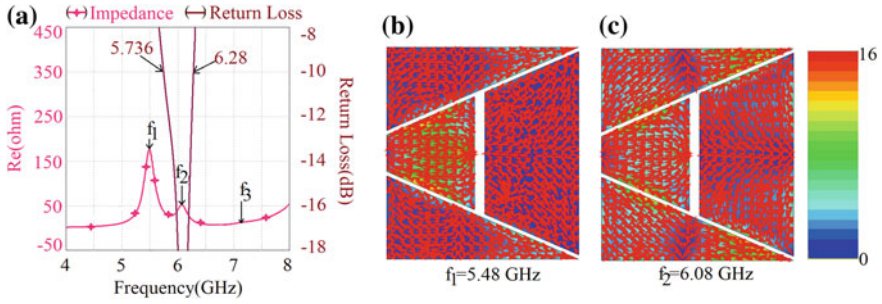 (a)
Impedance
Return Loss
450
350
250
150
50
-50
Re(ohm)
5.736
6.28
f1
f2
f3
-8
-10
-12
-14
-16
-18
Return Loss(dB)
4
5
6
7
8
Frequency(GHz)
(b)
f1=5.48 GHz
(c)
f2=6.08 GHz
16
0